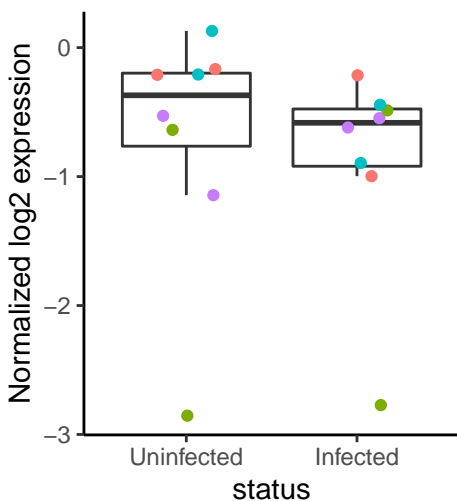 Normalized log2 expression
0
−1
−2
−3
Uninfected
Infected
status